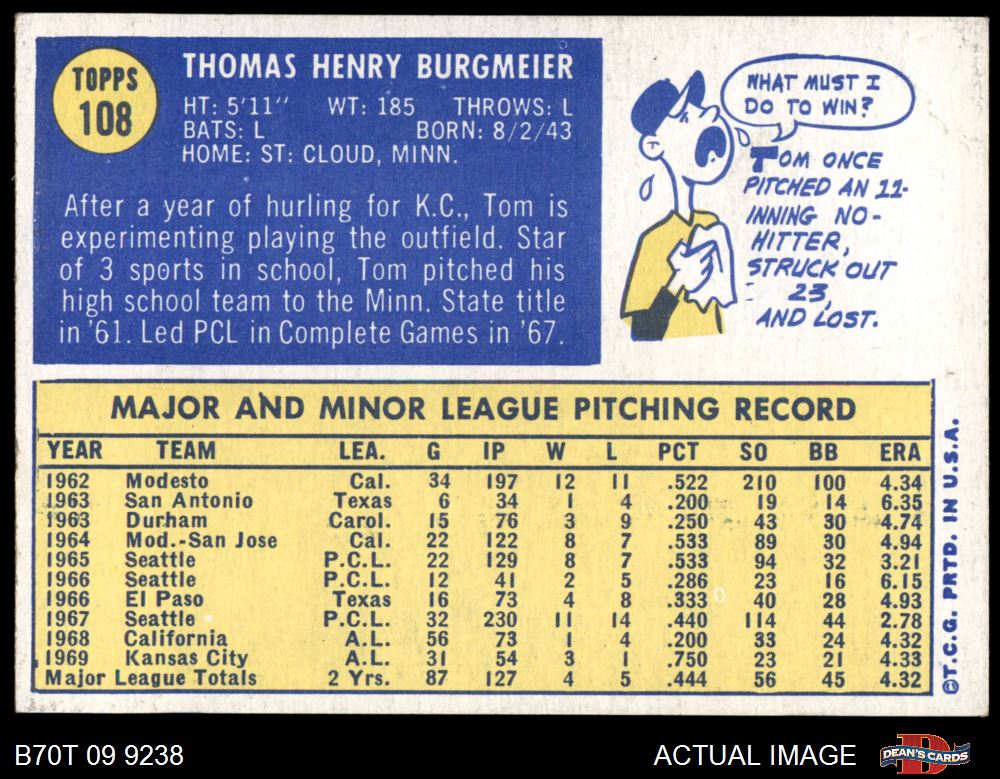 TOPPS
108
THOMAS HENRY BURGMEIER
HT: 5'11" WT: 185 THROWS: L
BATS: L BORN: 8/2/43
HOME: ST: CLOUD, MINN.
After a year of hurling for K.C., Tom is
experimenting playing the outfield. Star
of 3 sports in school, Tom pitched his
high school team to the Minn. State title
in '61. Led PCL in Complete Games in '67.
WHAT MUST I
DO TO WIN?
TOM ONCE
PITCHED AN 11-
INNING NO-
HITTER,
STRUCK OUT
23,
AND LOST.
MAJOR AND MINOR LEAGUE PITCHING RECORD
YEAR TEAM LEA. G IP W L PCT SO BB ERA
1962 Modesto Cal. 34 197 12 11 .522 210 100 4.34
1963 San Antonio Texas 6 34 1 4 .200 19 14 6.35
1963 Durham Carol. 15 76 3 9 .250 43 30 4.74
1964 Mod.-San Jose Cal. 22 122 8 7 .533 89 30 4.94
1965 Seattle P.C.L. 22 129 8 7 .533 94 32 3.21
1966 Seattle P.C.L. 12 41 2 5 .286 23 16 6.15
1966 El Paso Texas 16 73 4 8 .333 40 28 4.93
1967 Seattle P.C.L. 32 230 11 14 .440 114 44 2.78
1968 California A.L. 56 73 1 4 .200 33 24 4.32
1969 Kansas City A.L. 31 54 3 1 .750 23 21 4.33
Major League Totals 2 Yrs. 87 127 4 5 .444 56 45 4.32
©T.C.G. PRTD. IN U.S.A.
B70T 09 9238
ACTUAL IMAGE
DEAN'S CARDS